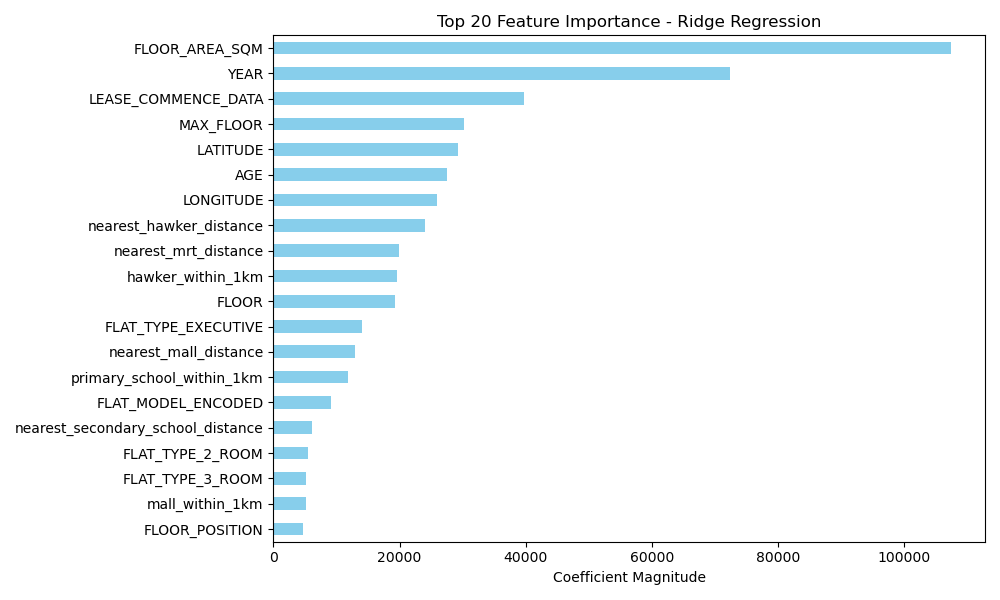 Top 20 Feature Importance - Ridge Regression
FLOOR_AREA_SQM
YEAR
LEASE_COMMENCE_DATA
MAX_FLOOR
LATITUDE
AGE
LONGITUDE
nearest_hawker_distance
nearest_mrt_distance
hawker_within_1km
FLOOR
FLAT_TYPE_EXECUTIVE
nearest_mall_distance
primary_school_within_1km
FLAT_MODEL_ENCODED
nearest_secondary_school_distance
FLAT_TYPE_2_ROOM
FLAT_TYPE_3_ROOM
mall_within_1km
FLOOR_POSITION
0 20000 40000 60000 80000 100000
Coefficient Magnitude